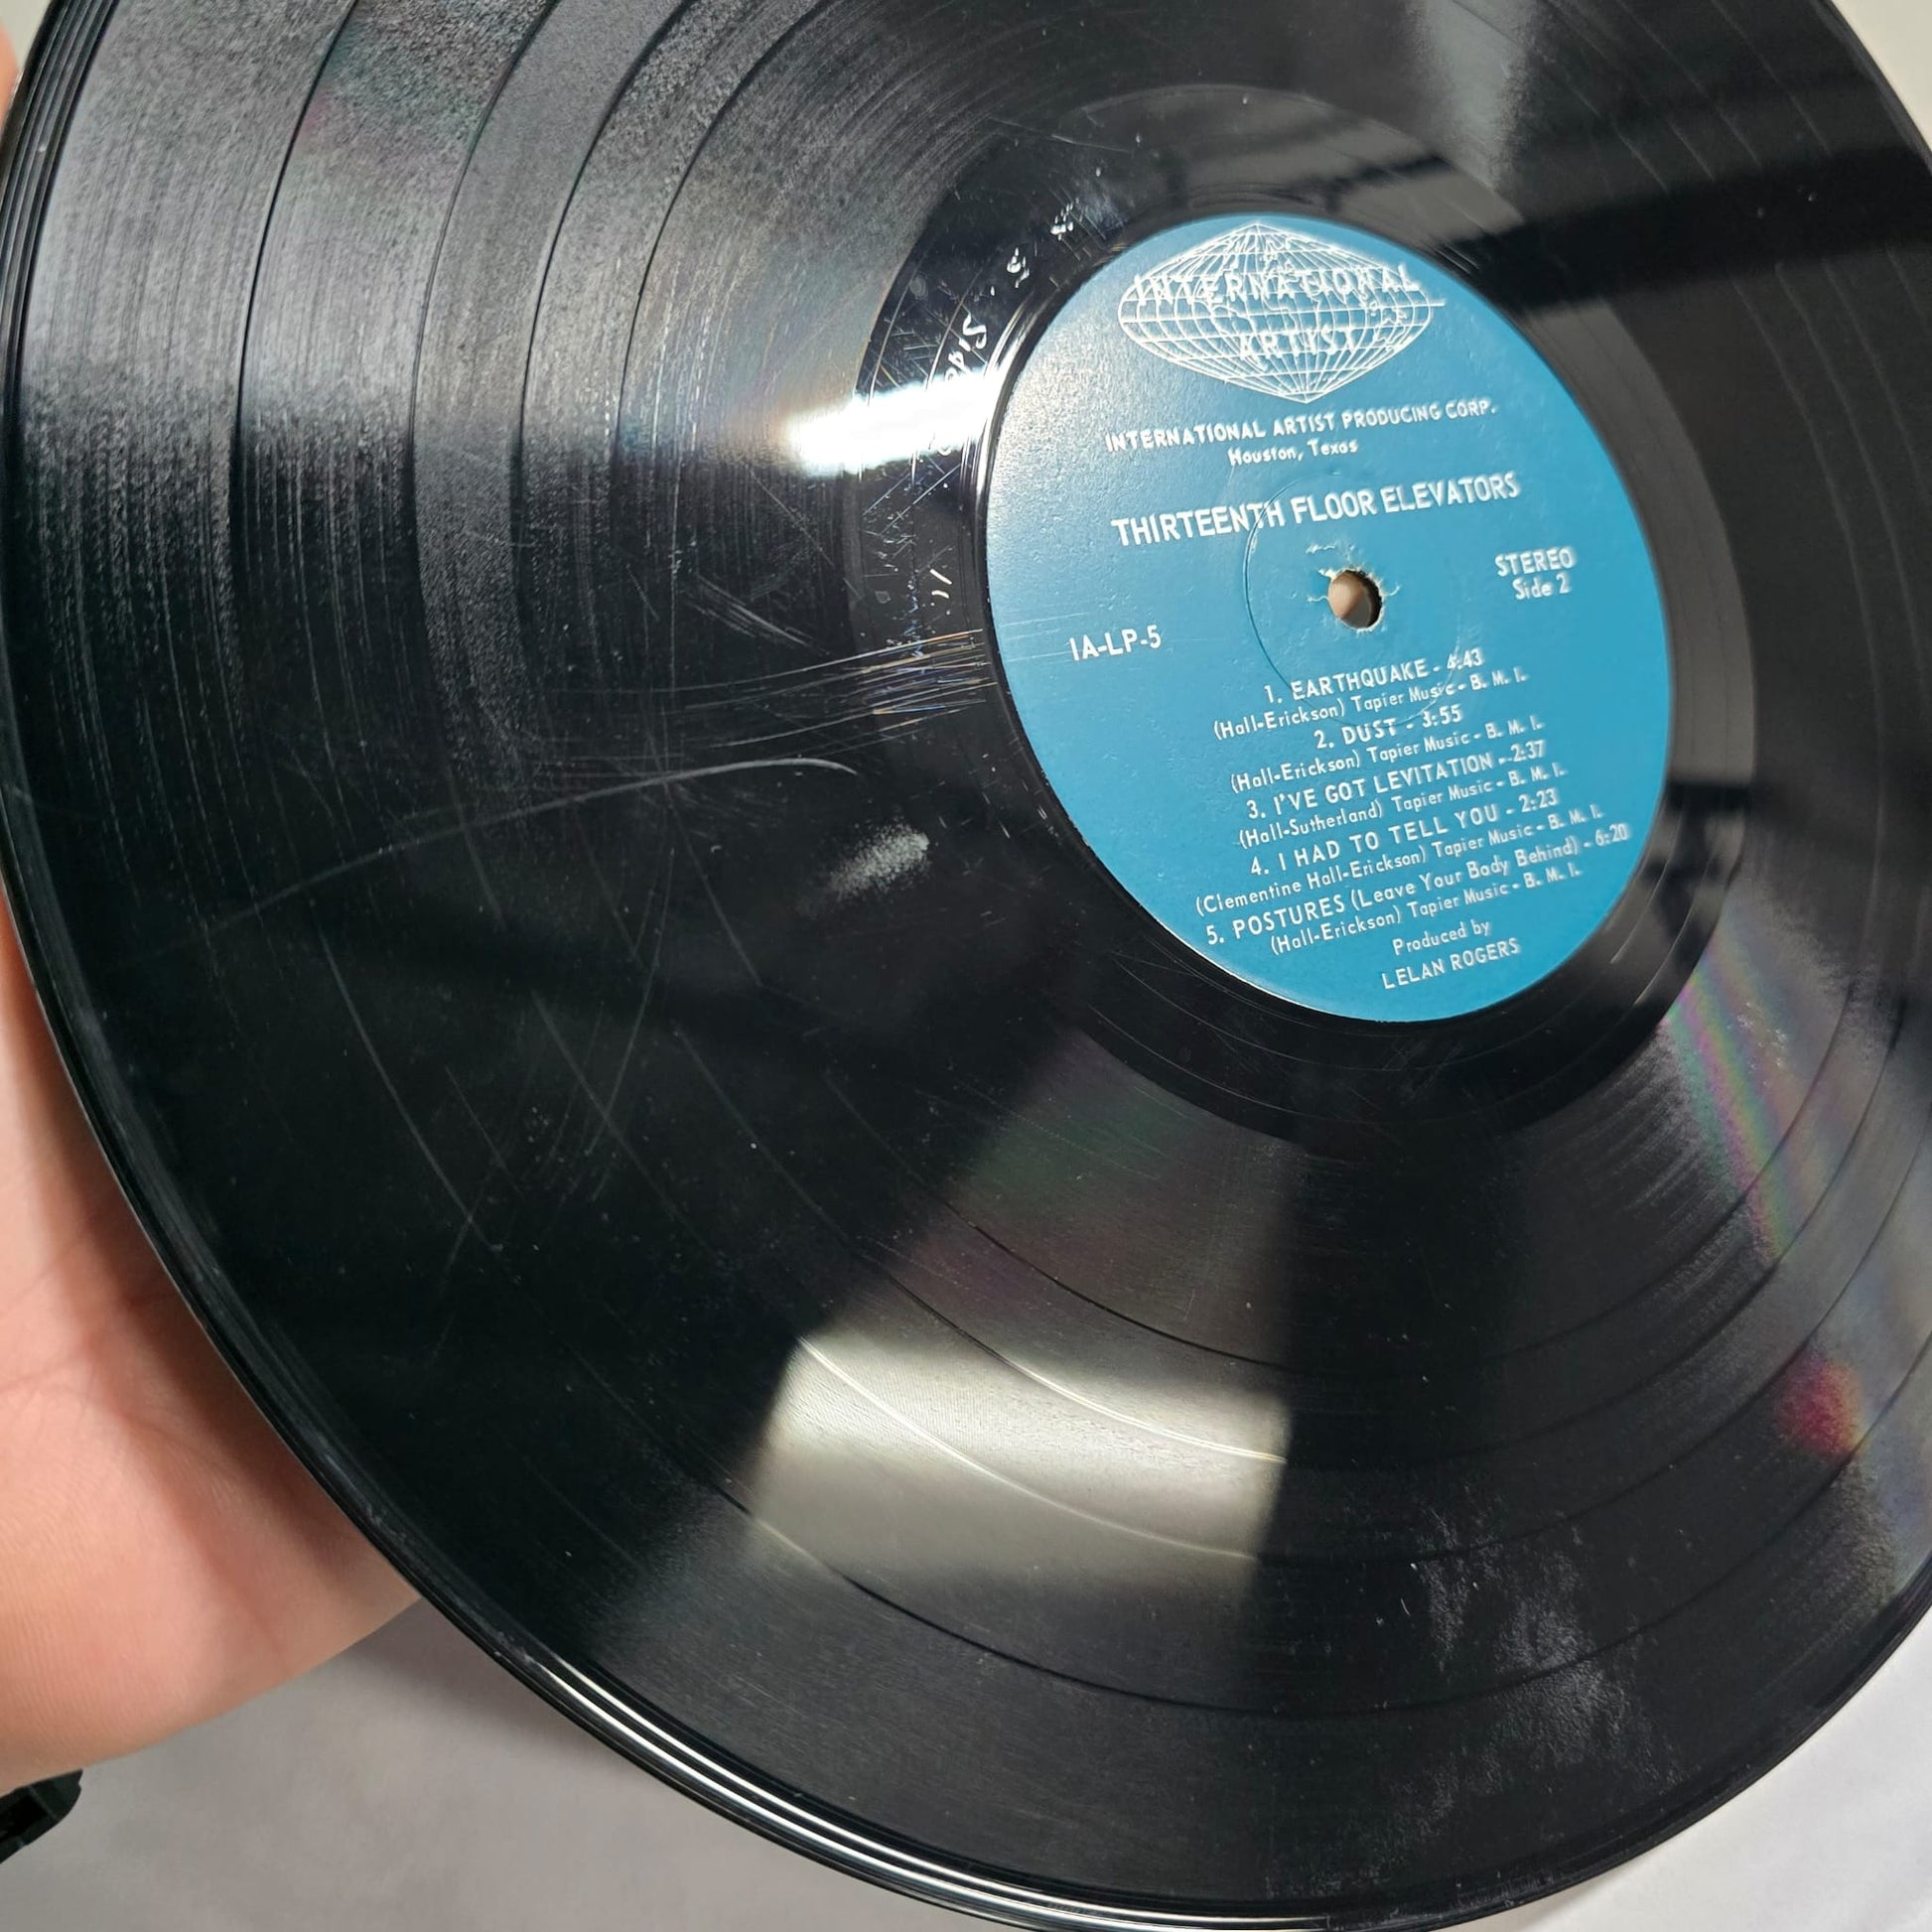 INTERNATIONAL
ARTIST
INTERNATIONAL ARTIST PRODUCING CORP.
Houston, Texas
THIRTEENTH FLOOR ELEVATORS
STEREO
Side 2
IA-LP-5
1. EARTHQUAKE - 4:43
(Hall-Erickson) Tapier Music - B. M. I.
2. DUST - 3:55
(Hall-Erickson) Tapier Music - B. M. I.
3. I'VE GOT LEVITATION - 2:37
(Hall-Sutherland) Tapier Music - B. M. I.
4. I HAD TO TELL YOU - 2:23
(Clementine Hall-Erickson) Tapier Music - B. M. I.
5. POSTURES (Leave Your Body Behind) - 6:20
(Hall-Erickson) Tapier Music - B. M. I.
Produced by
LELAN ROGERS